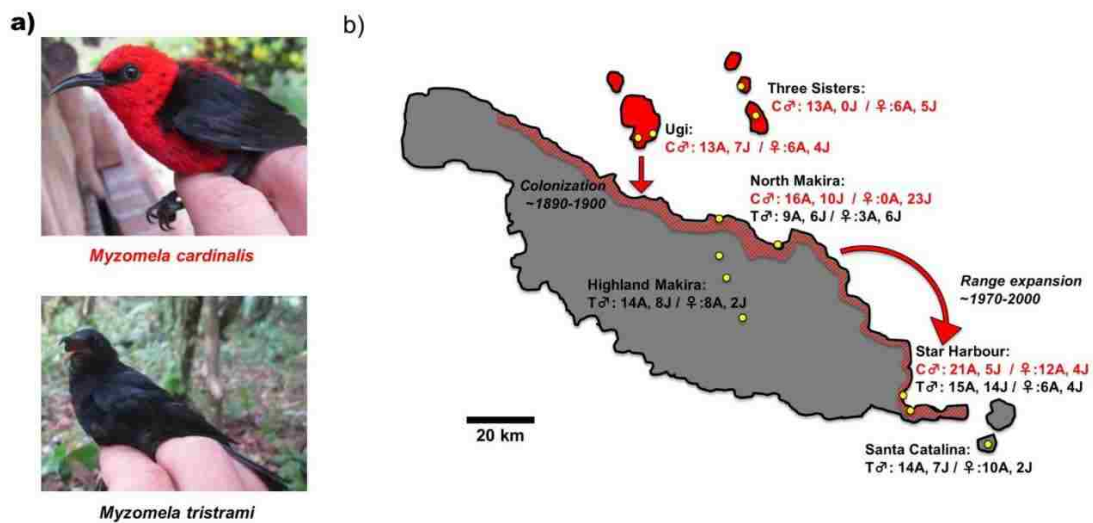 a)
Myzomela cardinalis
Myzomela tristrami
b)
Three Sisters:
C♂: 13A, 0J / ♀:6A, 5J
Ugi:
C♂: 13A, 7J / ♀:6A, 4J
Colonization
~1890-1900
North Makira:
C♂: 16A, 10J / ♀:0A, 23J
T♂: 9A, 6J / ♀:3A, 6J
Highland Makira:
T♂: 14A, 8J / ♀:8A, 2J
Range expansion
~1970-2000
Star Harbour:
C♂: 21A, 5J / ♀:12A, 4J
T♂: 15A, 14J / ♀:6A, 4J
20 km
Santa Catalina:
T♂: 14A, 7J / ♀:10A, 2J